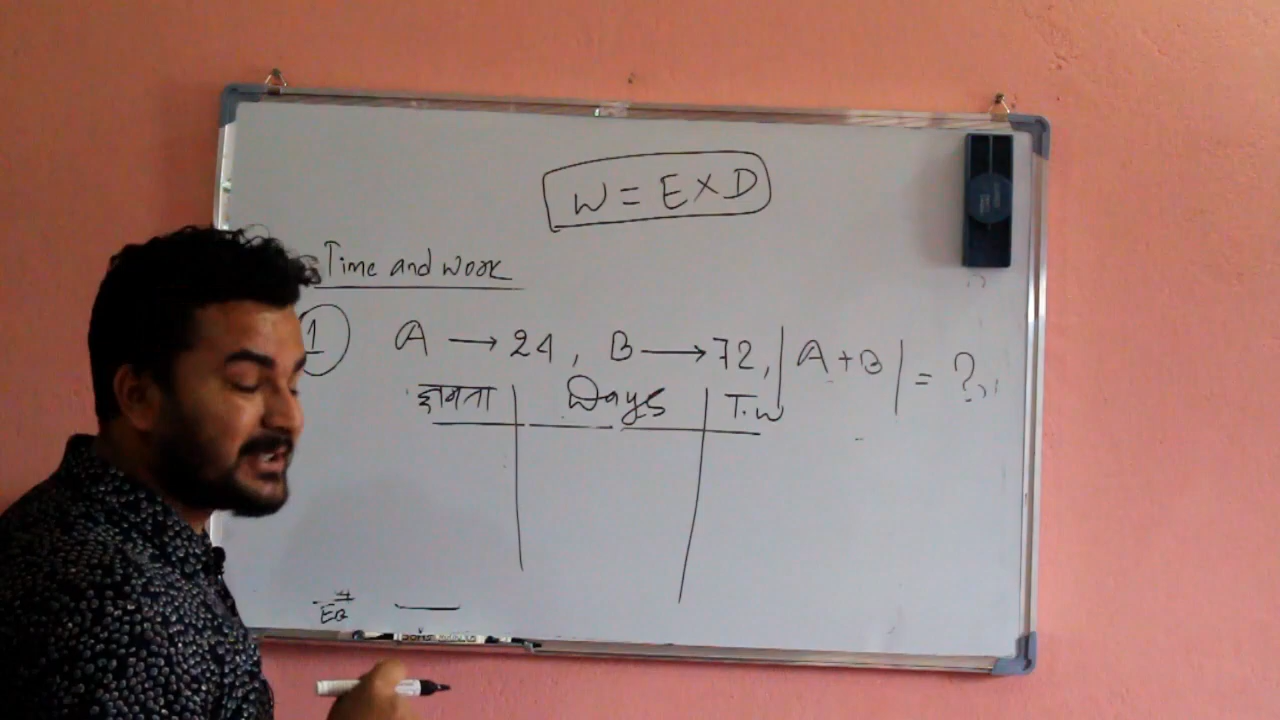 W = E × D
Time and work
1 A → 24, B → 72, |A + B| = ?
क्षमता Days T.W